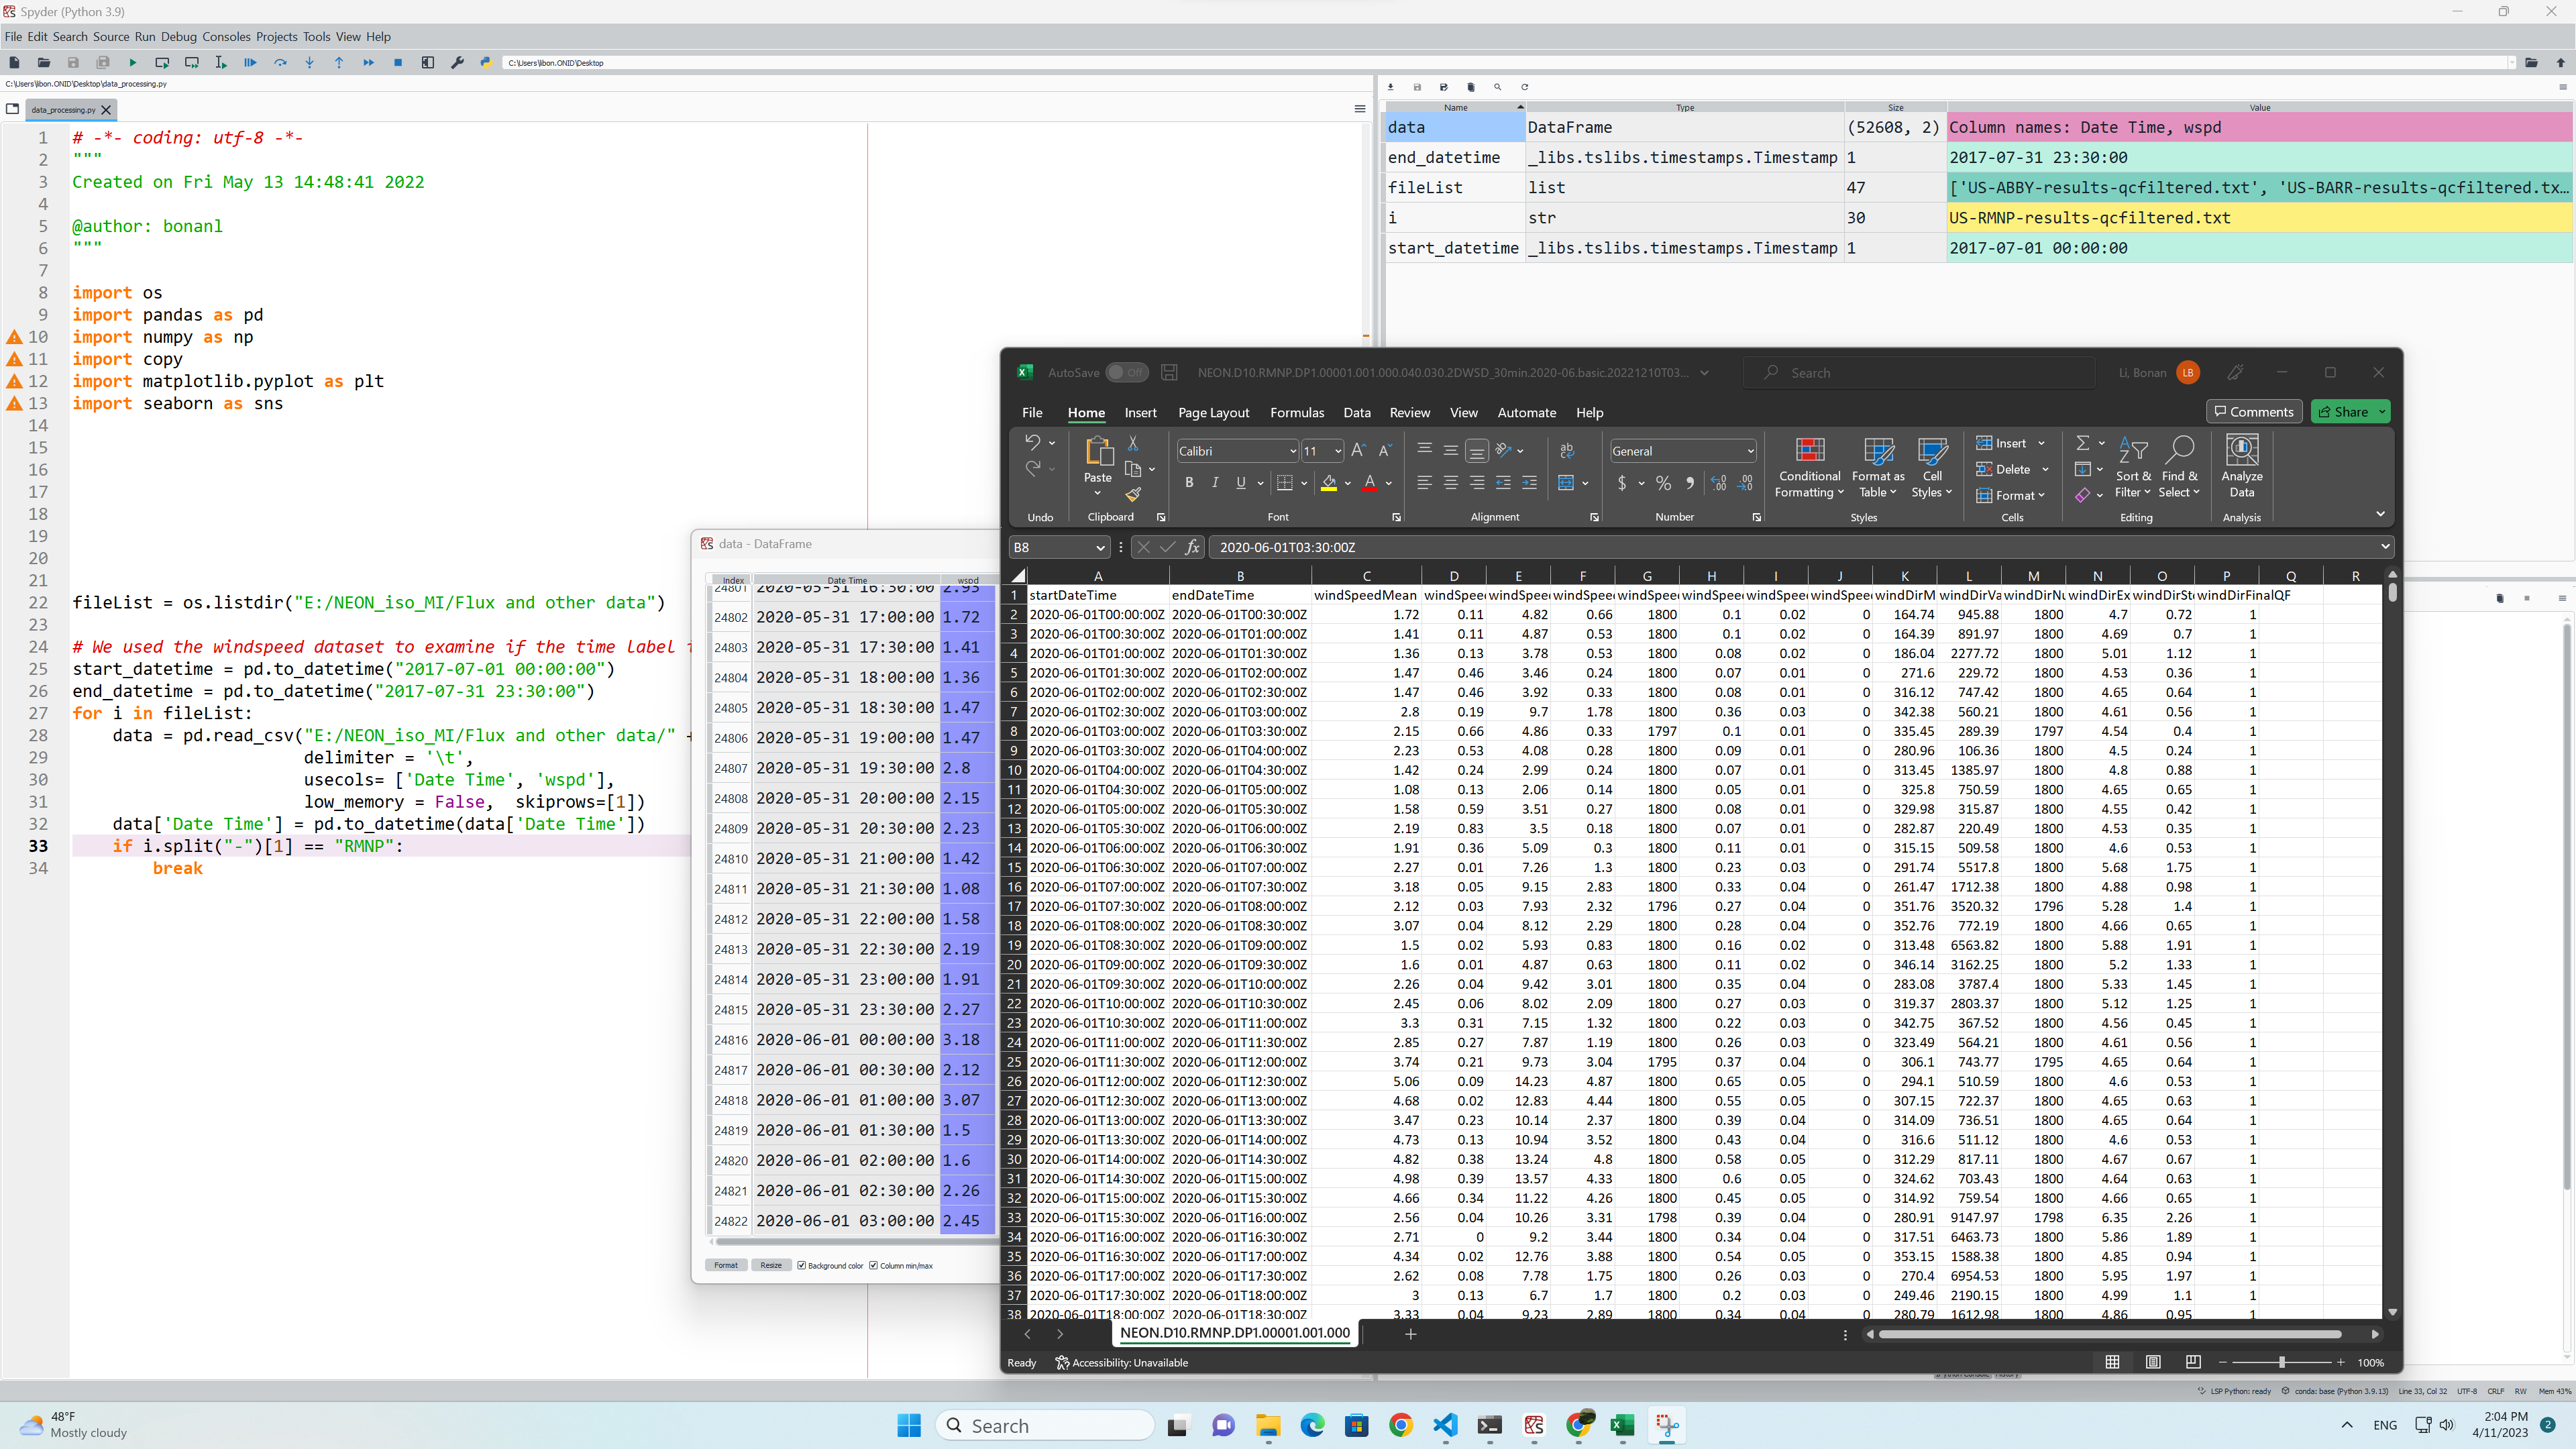 Spyder (Python 3.9)
File Edit Search Source Run Debug Consoles Projects Tools View Help
C:\Users\libon.ONID\Desktop
C:\Users\libon.ONID\Desktop\data_processing.py
data_processing.py
1 # -*- coding: utf-8 -*-
2 """
3 Created on Fri May 13 14:48:41 2022
4
5 @author: bonanl
6 """
7
8 import os
9 import pandas as pd
10 import numpy as np
11 import copy
12 import matplotlib.pyplot as plt
13 import seaborn as sns
14
15
16
17
18
19
20
21
22 fileList = os.listdir("E:/NEON_iso_MI/Flux and other data")
23
24 # We used the windspeed dataset to examine if the time label
25 start_datetime = pd.to_datetime("2017-07-01 00:00:00")
26 end_datetime = pd.to_datetime("2017-07-31 23:30:00")
27 for i in fileList:
28 data = pd.read_csv("E:/NEON_iso_MI/Flux and other data/" +
29 delimiter = '\t',
30 usecols= ['Date Time', 'wspd'],
31 low_memory = False, skiprows=[1])
32 data['Date Time'] = pd.to_datetime(data['Date Time'])
33 if i.split("-")[1] == "RMNP":
34 break
Name Type Size Value
data DataFrame (52608, 2) Column names: Date Time, wspd
end_datetime _libs.tslibs.timestamps.Timestamp 1 2017-07-31 23:30:00
fileList list 47 ['US-ABBY-results-qcfiltered.txt', 'US-BARR-results-qcfiltered.tx...
i str 30 US-RMNP-results-qcfiltered.txt
start_datetime _libs.tslibs.timestamps.Timestamp 1 2017-07-01 00:00:00
data - DataFrame
Index Date Time wspd
24801 2020-05-31 16:30:00 2.93
24802 2020-05-31 17:00:00 1.72
24803 2020-05-31 17:30:00 1.41
24804 2020-05-31 18:00:00 1.36
24805 2020-05-31 18:30:00 1.47
24806 2020-05-31 19:00:00 1.47
24807 2020-05-31 19:30:00 2.8
24808 2020-05-31 20:00:00 2.15
24809 2020-05-31 20:30:00 2.23
24810 2020-05-31 21:00:00 1.42
24811 2020-05-31 21:30:00 1.08
24812 2020-05-31 22:00:00 1.58
24813 2020-05-31 22:30:00 2.19
24814 2020-05-31 23:00:00 1.91
24815 2020-05-31 23:30:00 2.27
24816 2020-06-01 00:00:00 3.18
24817 2020-06-01 00:30:00 2.12
24818 2020-06-01 01:00:00 3.07
24819 2020-06-01 01:30:00 1.5
24820 2020-06-01 02:00:00 1.6
24821 2020-06-01 02:30:00 2.26
24822 2020-06-01 03:00:00 2.45
Format Resize Background color Column min/max
AutoSave Off NEON.D10.RMNP.DP1.00001.001.000.040.030.2DWSD_30min.2020-06.basic.20221210T03... Search Li, Bonan LB
File Home Insert Page Layout Formulas Data Review View Automate Help Comments Share
Calibri 11 General Insert
Paste Conditional Formatting Format as Table Cell Styles Delete Sort & Filter Find & Select Analyze Data
B I U $ % Format
Undo Clipboard Font Alignment Number Styles Cells Editing Analysis
B8 fx 2020-06-01T03:30:00Z
A B C D E F G H I J K L M N O P Q R
1 startDateTime endDateTime windSpeedMean windSpeed windSpeed windSpeed windSpeed windSpeed windSpeed windSpeed windDirM windDirVa windDirNu windDirEx windDirSt windDirFinalQF
2 2020-06-01T00:00:00Z 2020-06-01T00:30:00Z 1.72 0.11 4.82 0.66 1800 0.1 0.02 0 164.74 945.88 1800 4.7 0.72 1
3 2020-06-01T00:30:00Z 2020-06-01T01:00:00Z 1.41 0.11 4.87 0.53 1800 0.1 0.02 0 164.39 891.97 1800 4.69 0.7 1
4 2020-06-01T01:00:00Z 2020-06-01T01:30:00Z 1.36 0.13 3.78 0.53 1800 0.08 0.02 0 186.04 2277.72 1800 5.01 1.12 1
5 2020-06-01T01:30:00Z 2020-06-01T02:00:00Z 1.47 0.46 3.46 0.24 1800 0.07 0.01 0 271.6 229.72 1800 4.53 0.36 1
6 2020-06-01T02:00:00Z 2020-06-01T02:30:00Z 1.47 0.46 3.92 0.33 1800 0.08 0.01 0 316.12 747.42 1800 4.65 0.64 1
7 2020-06-01T02:30:00Z 2020-06-01T03:00:00Z 2.8 0.19 9.7 1.78 1800 0.36 0.03 0 342.38 560.21 1800 4.61 0.56 1
8 2020-06-01T03:00:00Z 2020-06-01T03:30:00Z 2.15 0.66 4.86 0.33 1797 0.1 0.01 0 335.45 289.39 1797 4.54 0.4 1
9 2020-06-01T03:30:00Z 2020-06-01T04:00:00Z 2.23 0.53 4.08 0.28 1800 0.09 0.01 0 280.96 106.36 1800 4.5 0.24 1
10 2020-06-01T04:00:00Z 2020-06-01T04:30:00Z 1.42 0.24 2.99 0.24 1800 0.07 0.01 0 313.45 1385.97 1800 4.8 0.88 1
11 2020-06-01T04:30:00Z 2020-06-01T05:00:00Z 1.08 0.13 2.06 0.14 1800 0.05 0.01 0 325.8 750.59 1800 4.65 0.65 1
12 2020-06-01T05:00:00Z 2020-06-01T05:30:00Z 1.58 0.59 3.51 0.27 1800 0.08 0.01 0 329.98 315.87 1800 4.55 0.42 1
13 2020-06-01T05:30:00Z 2020-06-01T06:00:00Z 2.19 0.83 3.5 0.18 1800 0.07 0.01 0 282.87 220.49 1800 4.53 0.35 1
14 2020-06-01T06:00:00Z 2020-06-01T06:30:00Z 1.91 0.36 5.09 0.3 1800 0.11 0.01 0 315.15 509.58 1800 4.6 0.53 1
15 2020-06-01T06:30:00Z 2020-06-01T07:00:00Z 2.27 0.01 7.26 1.3 1800 0.23 0.03 0 291.74 5517.8 1800 5.68 1.75 1
16 2020-06-01T07:00:00Z 2020-06-01T07:30:00Z 3.18 0.05 9.15 2.83 1800 0.33 0.04 0 261.47 1712.38 1800 4.88 0.98 1
17 2020-06-01T07:30:00Z 2020-06-01T08:00:00Z 2.12 0.03 7.93 2.32 1796 0.27 0.04 0 351.76 3520.32 1796 5.28 1.4 1
18 2020-06-01T08:00:00Z 2020-06-01T08:30:00Z 3.07 0.04 8.12 2.29 1800 0.28 0.04 0 352.76 772.19 1800 4.66 0.65 1
19 2020-06-01T08:30:00Z 2020-06-01T09:00:00Z 1.5 0.02 5.93 0.83 1800 0.16 0.02 0 313.48 6563.82 1800 5.88 1.91 1
20 2020-06-01T09:00:00Z 2020-06-01T09:30:00Z 1.6 0.01 4.87 0.63 1800 0.11 0.02 0 346.14 3162.25 1800 5.2 1.33 1
21 2020-06-01T09:30:00Z 2020-06-01T10:00:00Z 2.26 0.04 9.42 3.01 1800 0.35 0.04 0 283.08 3787.4 1800 5.33 1.45 1
22 2020-06-01T10:00:00Z 2020-06-01T10:30:00Z 2.45 0.06 8.02 2.09 1800 0.27 0.03 0 319.37 2803.37 1800 5.12 1.25 1
23 2020-06-01T10:30:00Z 2020-06-01T11:00:00Z 3.3 0.31 7.15 1.32 1800 0.22 0.03 0 342.75 367.52 1800 4.56 0.45 1
24 2020-06-01T11:00:00Z 2020-06-01T11:30:00Z 2.85 0.27 7.87 1.19 1800 0.26 0.03 0 323.49 564.21 1800 4.61 0.56 1
25 2020-06-01T11:30:00Z 2020-06-01T12:00:00Z 3.74 0.21 9.73 3.04 1795 0.37 0.04 0 306.1 743.77 1795 4.65 0.64 1
26 2020-06-01T12:00:00Z 2020-06-01T12:30:00Z 5.06 0.09 14.23 4.87 1800 0.65 0.05 0 294.1 510.59 1800 4.6 0.53 1
27 2020-06-01T12:30:00Z 2020-06-01T13:00:00Z 4.68 0.02 12.83 4.44 1800 0.55 0.05 0 307.15 722.37 1800 4.65 0.63 1
28 2020-06-01T13:00:00Z 2020-06-01T13:30:00Z 3.47 0.23 10.14 2.37 1800 0.39 0.04 0 314.09 736.51 1800 4.65 0.64 1
29 2020-06-01T13:30:00Z 2020-06-01T14:00:00Z 4.73 0.13 10.94 3.52 1800 0.43 0.04 0 316.6 511.12 1800 4.6 0.53 1
30 2020-06-01T14:00:00Z 2020-06-01T14:30:00Z 4.82 0.38 13.24 4.8 1800 0.58 0.05 0 312.29 817.11 1800 4.67 0.67 1
31 2020-06-01T14:30:00Z 2020-06-01T15:00:00Z 4.98 0.39 13.57 4.33 1800 0.6 0.05 0 324.62 703.43 1800 4.64 0.63 1
32 2020-06-01T15:00:00Z 2020-06-01T15:30:00Z 4.66 0.34 11.22 4.26 1800 0.45 0.05 0 314.92 759.54 1800 4.66 0.65 1
33 2020-06-01T15:30:00Z 2020-06-01T16:00:00Z 2.56 0.04 10.26 3.31 1798 0.39 0.04 0 280.91 9147.97 1798 6.35 2.26 1
34 2020-06-01T16:00:00Z 2020-06-01T16:30:00Z 2.71 0 9.2 3.44 1800 0.34 0.04 0 317.51 6463.73 1800 5.86 1.89 1
35 2020-06-01T16:30:00Z 2020-06-01T17:00:00Z 4.34 0.02 12.76 3.88 1800 0.54 0.05 0 353.15 1588.38 1800 4.85 0.94 1
36 2020-06-01T17:00:00Z 2020-06-01T17:30:00Z 2.62 0.08 7.78 1.75 1800 0.26 0.03 0 270.4 6954.53 1800 5.95 1.97 1
37 2020-06-01T17:30:00Z 2020-06-01T18:00:00Z 3 0.13 6.7 1.7 1800 0.2 0.03 0 249.46 2190.15 1800 4.99 1.1 1
38 2020-06-01T18:00:00Z 2020-06-01T18:30:00Z 3.33 0.04 9.23 2.89 1800 0.34 0.04 0 280.79 1612.98 1800 4.86 0.95 1
NEON.D10.RMNP.DP1.00001.001.000
Ready Accessibility: Unavailable 100%
LSP Python: ready conda: base (Python 3.9.13) Line 33, Col 32 UTF-8 CRLF RW Mem 43%
48°F
Mostly cloudy
Search
ENG
2:04 PM
4/11/2023
2